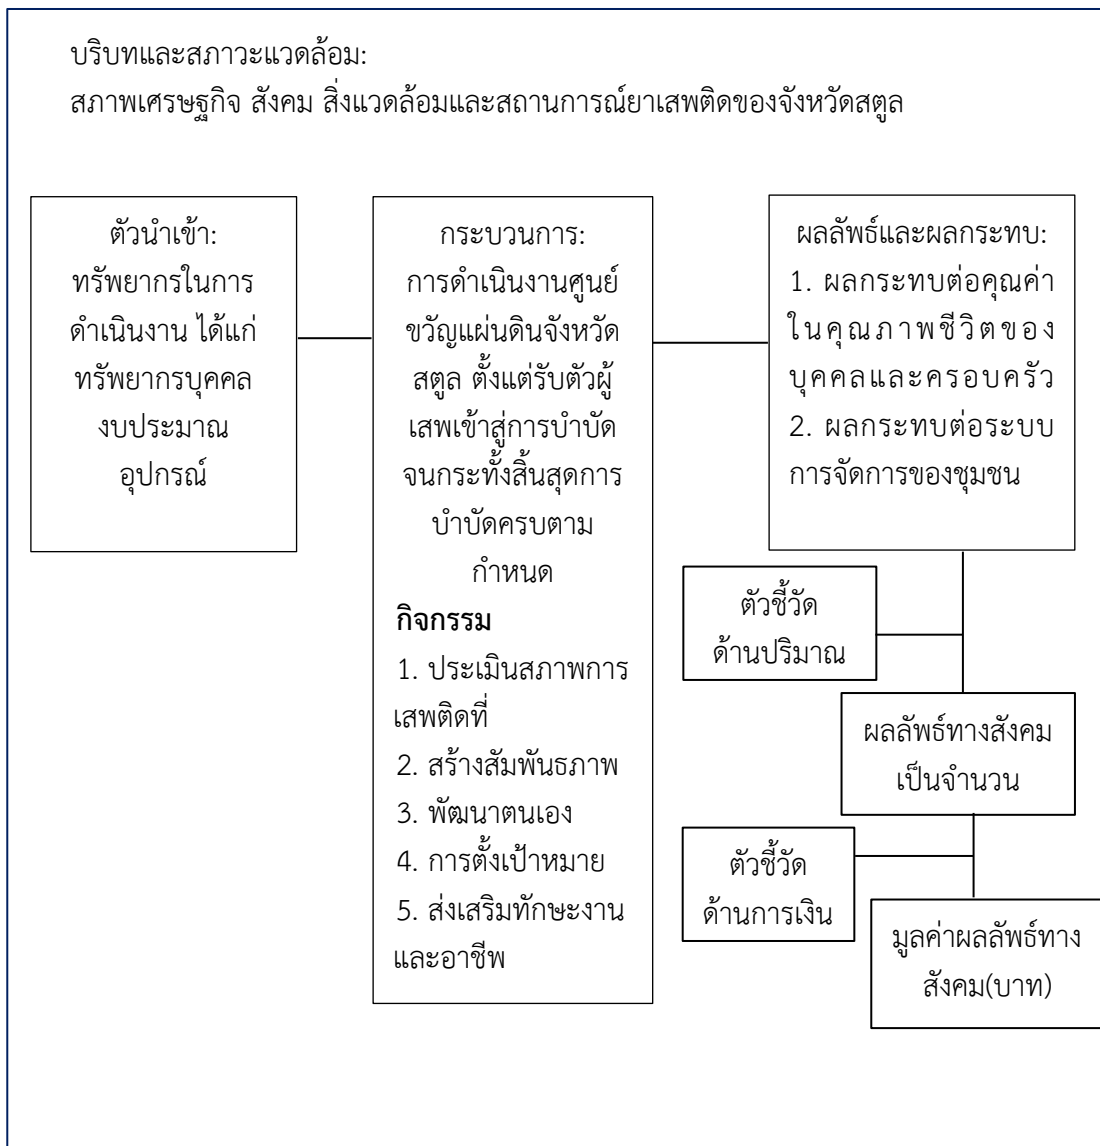 บริบทและสภาวะแวดล้อม:
สภาพเศรษฐกิจ สังคม สิ่งแวดล้อมและสถานการณ์ยาเสพติดของจังหวัดสตูล
ตัวนำเข้า:
ทรัพยากรในการ
ดำเนินงาน ได้แก่
ทรัพยากรบุคคล
งบประมาณ
อุปกรณ์
กระบวนการ:
การดำเนินงานศูนย์
ขวัญแผ่นดินจังหวัด
สตูล ตั้งแต่รับตัวผู้
เสพเข้าสู่การบำบัด
จนกระทั้งสิ้นสุดการ
บำบัดครบตาม
กำหนด
กิจกรรม
1. ประเมินสภาพการ
เสพติดที่
2. สร้างสัมพันธภาพ
3. พัฒนาตนเอง
4. การตั้งเป้าหมาย
5. ส่งเสริมทักษะงาน
และอาชีพ
ผลลัพธ์และผลกระทบ:
1. ผลกระทบต่อคุณค่า
ในคุณภาพชีวิตของ
บุคคลและครอบครัว
2. ผลกระทบต่อระบบ
การจัดการของชุมชน
ตัวชี้วัด
ด้านปริมาณ
ผลลัพธ์ทางสังคม
เป็นจำนวน
ตัวชี้วัด
ด้านการเงิน
มูลค่าผลลัพธ์ทาง
สังคม(บาท)